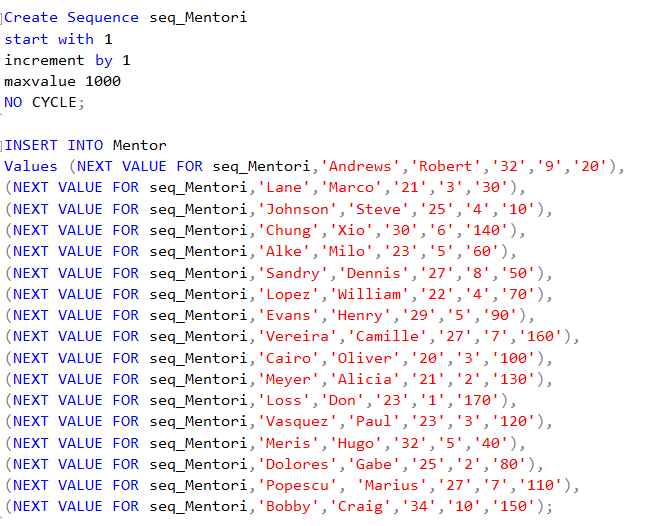 Create Sequence seq_Mentori
start with 1
increment by 1
maxvalue 1000
NO CYCLE;
INSERT INTO Mentor
Values (NEXT VALUE FOR seq_Mentori,'Andrews','Robert','32','9','20'),
(NEXT VALUE FOR seq_Mentori,'Lane','Marco','21','3','30'),
(NEXT VALUE FOR seq_Mentori,'Johnson','Steve','25','4','10'),
(NEXT VALUE FOR seq_Mentori,'Chung','Xio','30','6','140'),
(NEXT VALUE FOR seq_Mentori,'Alke','Milo','23','5','60'),
(NEXT VALUE FOR seq_Mentori,'Sandry','Dennis','27','8','50'),
(NEXT VALUE FOR seq_Mentori,'Lopez','William','22','4','70'),
(NEXT VALUE FOR seq_Mentori,'Evans','Henry','29','5','90'),
(NEXT VALUE FOR seq_Mentori,'Vereira','Camille','27','7','160'),
(NEXT VALUE FOR seq_Mentori,'Cairo','Oliver','20','3','100'),
(NEXT VALUE FOR seq_Mentori,'Meyer','Alicia','21','2','130'),
(NEXT VALUE FOR seq_Mentori,'Loss','Don','23','1','170'),
(NEXT VALUE FOR seq_Mentori,'Vasquez','Paul','23','3','120'),
(NEXT VALUE FOR seq_Mentori,'Meris','Hugo','32','5','40'),
(NEXT VALUE FOR seq_Mentori,'Dolores','Gabe','25','2','80'),
(NEXT VALUE FOR seq_Mentori,'Popescu', 'Marius','27','7','110'),
(NEXT VALUE FOR seq_Mentori,'Bobby','Craig','34','10','150');